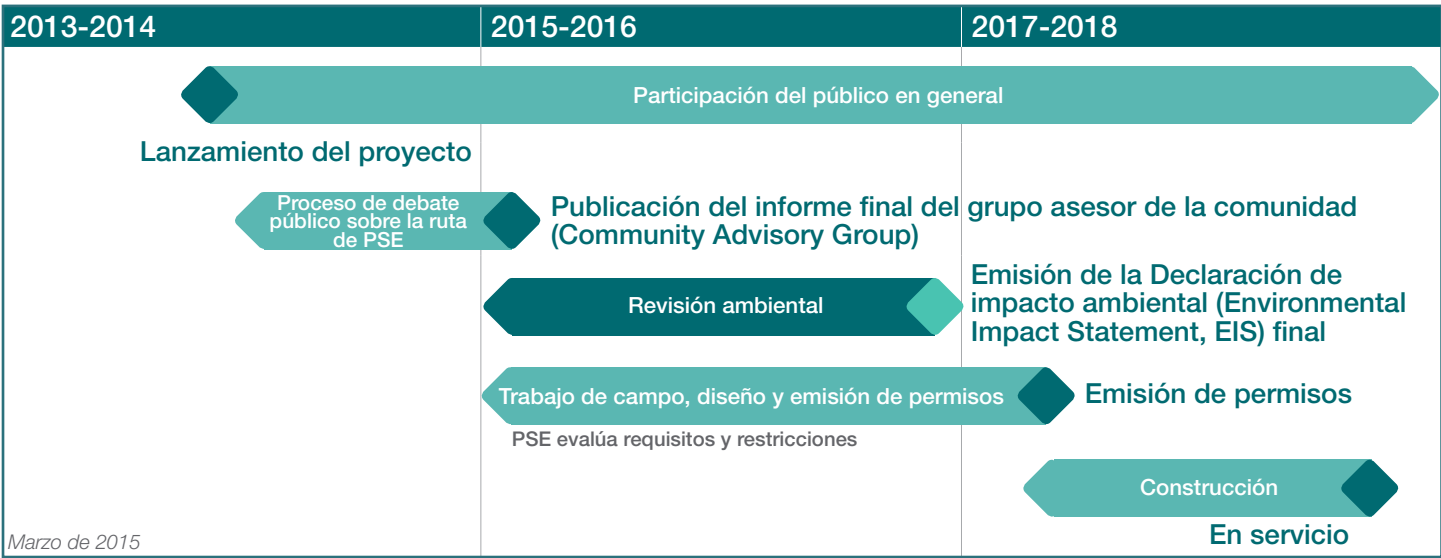 2013-2014
2015-2016
2017-2018
Participación del público en general
Lanzamiento del proyecto
Proceso de debate
público sobre la ruta
de PSE
Publicación del informe final del grupo asesor de la comunidad
(Community Advisory Group)
Revisión ambiental
Emisión de la Declaración de
impacto ambiental (Environmental
Impact Statement, EIS) final
Trabajo de campo, diseño y emisión de permisos
Emisión de permisos
PSE evalúa requisitos y restricciones
Construcción
En servicio
Marzo de 2015